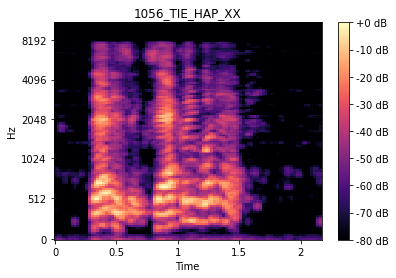 1056_TIE_HAP_XX
+0 dB
8192
-10 dB
4096
-20 dB
-30 dB
2048
Hz
-40 dB
1024
-50 dB
512
-60 dB
-70 dB
0
-80 dB
0
0.5
1
1.5
2
Time